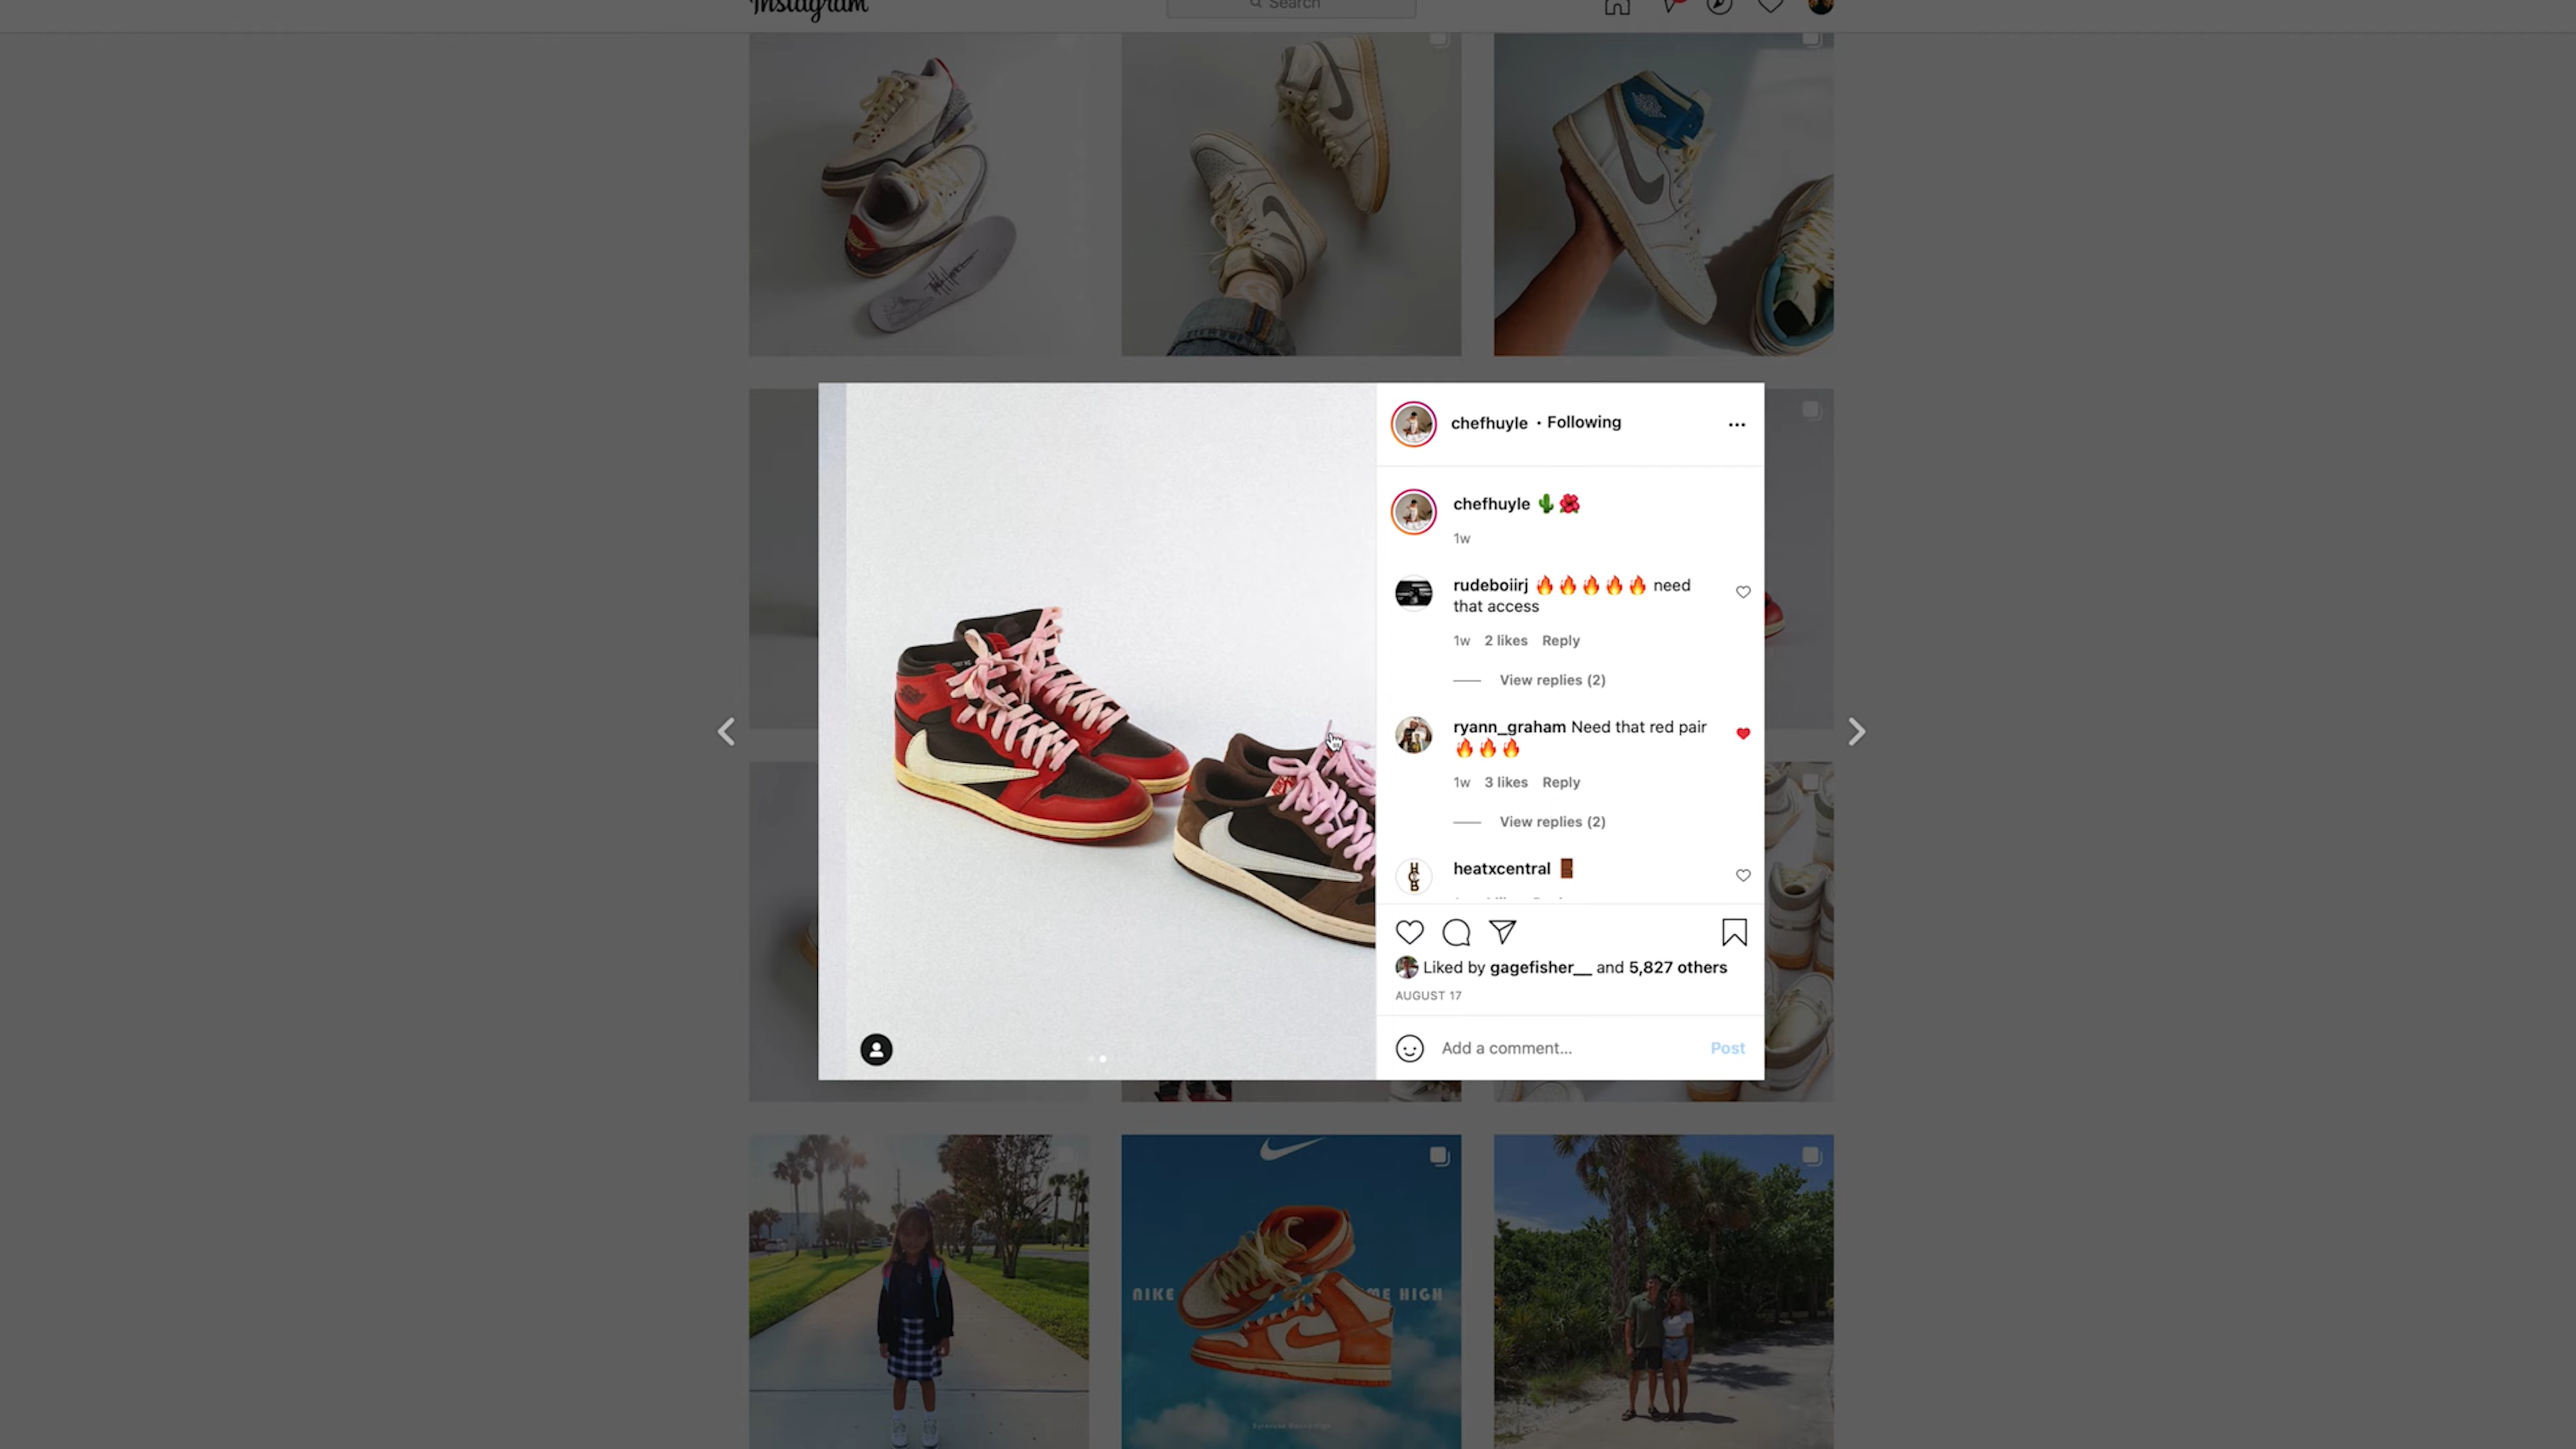 Instagram
Search
chefhuyle • Following
chefhuyle 🌵🌺
1w
rudeboiirj 🔥🔥🔥🔥🔥 need
that access
1w 2 likes Reply
View replies (2)
ryann_graham Need that red pair
🔥🔥🔥
1w 3 likes Reply
View replies (2)
heatxcentral 🚪
Liked by gagefisher__ and 5,827 others
AUGUST 17
Add a comment... Post
NIKE
ME HIGH